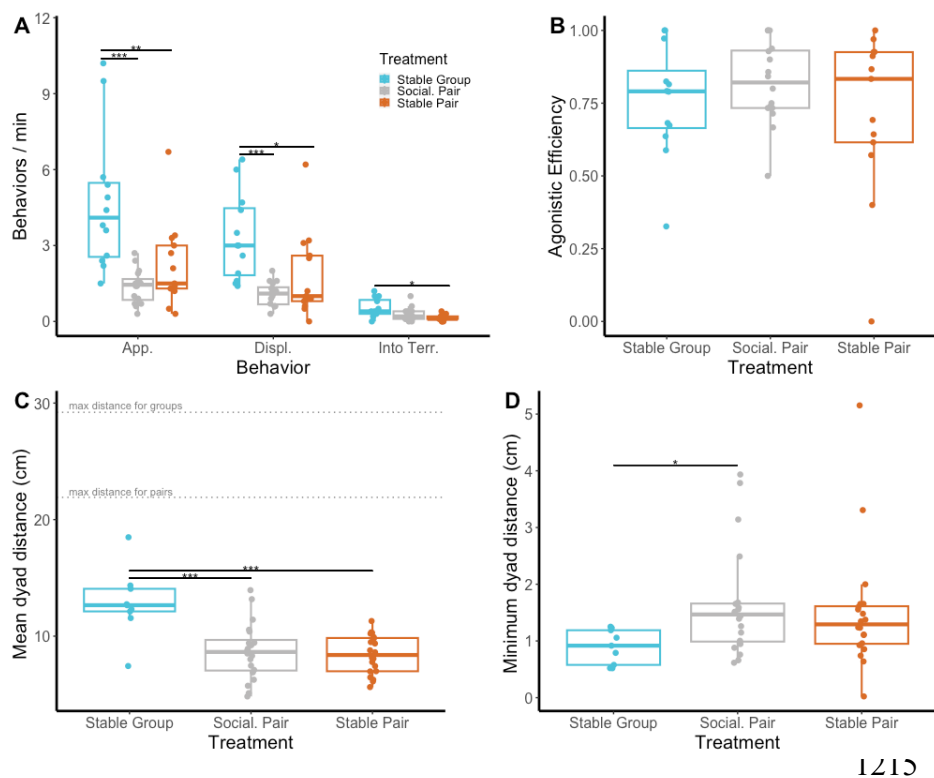 A
12
9
6
3
0
Behaviors / min
**
***
*
***
*
Treatment
Stable Group
Social. Pair
Stable Pair
App.
Displ.
Into Terr.
Behavior
B
1.00
0.75
0.50
0.25
0.00
Agonistic Efficiency
Stable Group
Social. Pair
Stable Pair
Treatment
C
30
20
10
Mean dyad distance (cm)
max distance for groups
max distance for pairs
***
***
Stable Group
Social. Pair
Stable Pair
Treatment
D
5
4
3
2
1
0
Minimum dyad distance (cm)
*
Stable Group
Social. Pair
Stable Pair
Treatment
1215